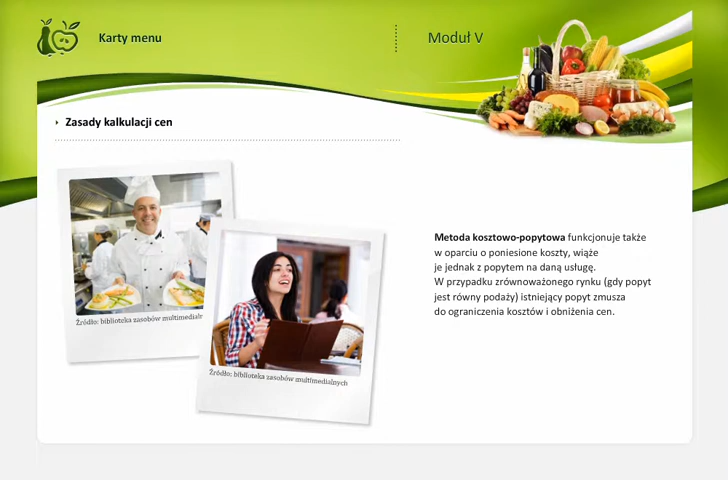 Karty menu
Moduł V
Zasady kalkulacji cen
Źródło: biblioteka zasobów multimedialn
Źródło: biblioteka zasobów multimedialnych
Metoda kosztowo-popytowa funkcjonuje także
w oparciu o poniesione koszty, wiąże
je jednak z popytem na daną usługę.
W przypadku zrównoważonego rynku (gdy popyt
jest równy podaży) istniejący popyt zmusza
do ograniczenia kosztów i obniżenia cen.